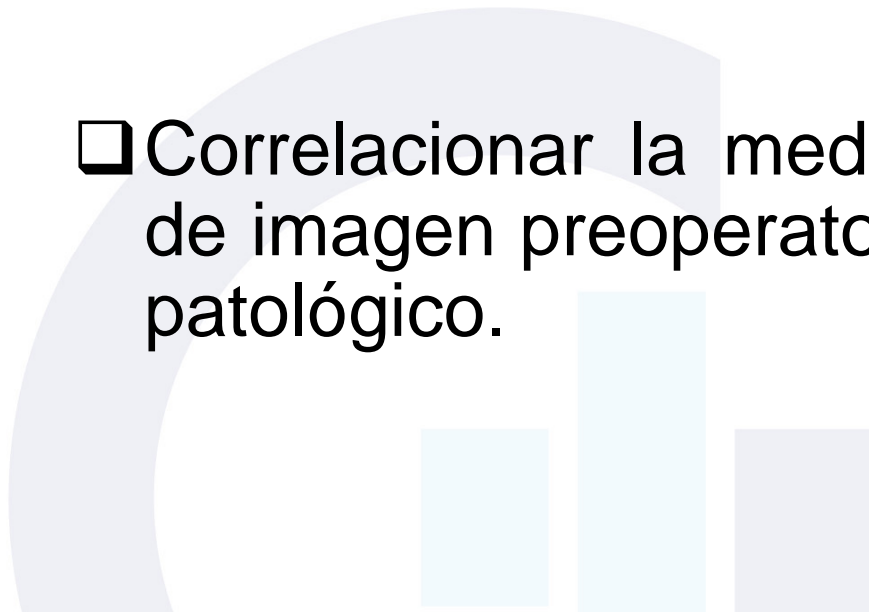 ❑Correlacionar la med
de imagen preoperato
patológico.